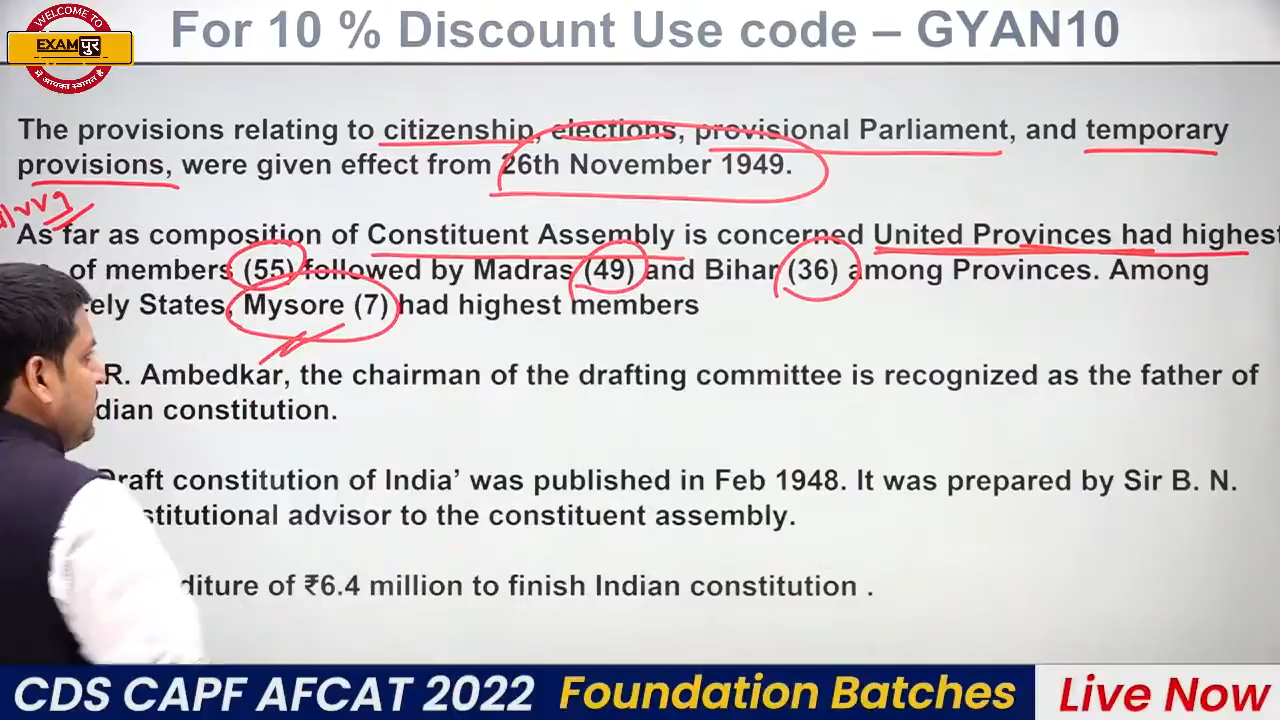 For 10 % Discount Use code – GYAN10
WELCOME TO
EXAMपुर
में आपका स्वागत है
The provisions relating to citizenship, elections, provisional Parliament, and temporary
provisions, were given effect from 26th November 1949.
As far as composition of Constituent Assembly is concerned United Provinces had highest
of members (55) followed by Madras (49) and Bihar (36) among Provinces. Among
ely States, Mysore (7) had highest members
.R. Ambedkar, the chairman of the drafting committee is recognized as the father of
dian constitution.
Draft constitution of India’ was published in Feb 1948. It was prepared by Sir B. N.
stitutional advisor to the constituent assembly.
diture of ₹6.4 million to finish Indian constitution .
CDS CAPF AFCAT 2022 Foundation Batches Live Now